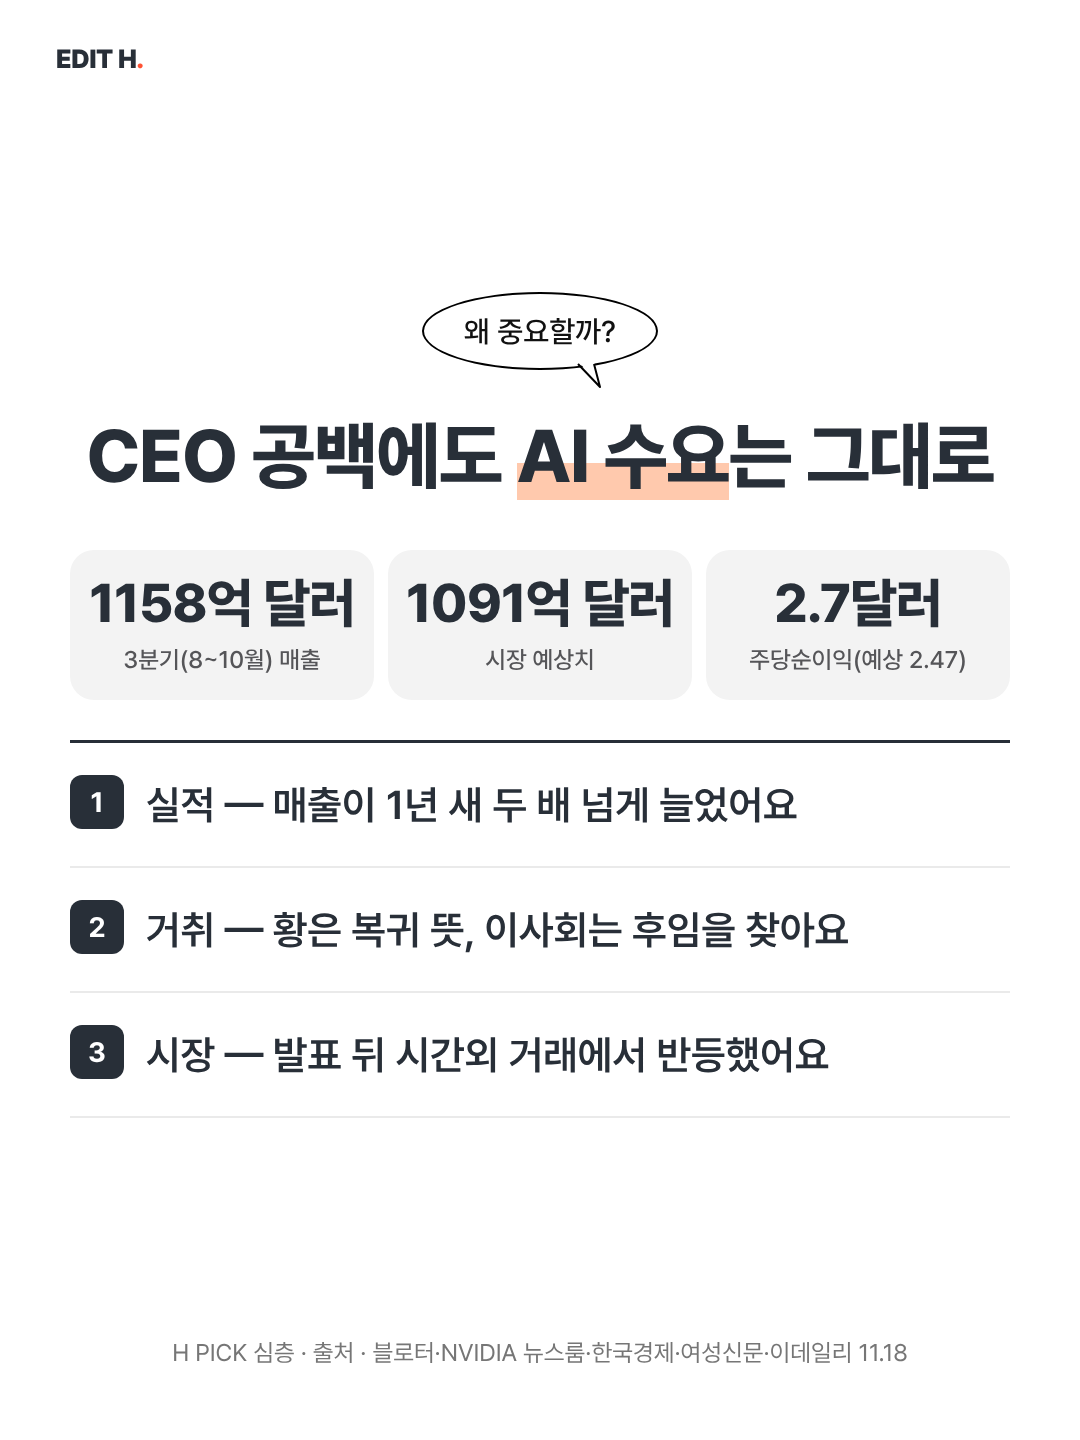 EDIT H.
왜 중요할까?
CEO 공백에도 AI 수요는 그대로
1158억 달러
3분기(8~10월) 매출
1091억 달러
시장 예상치
2.7달러
주당순이익(예상 2.47)
1 실적 — 매출이 1년 새 두 배 넘게 늘었어요
2 거취 — 황은 복귀 뜻, 이사회는 후임을 찾아요
3 시장 — 발표 뒤 시간외 거래에서 반등했어요
H PICK 심층 · 출처 · 블로터·NVIDIA 뉴스룸·한국경제·여성신문·이데일리 11.18